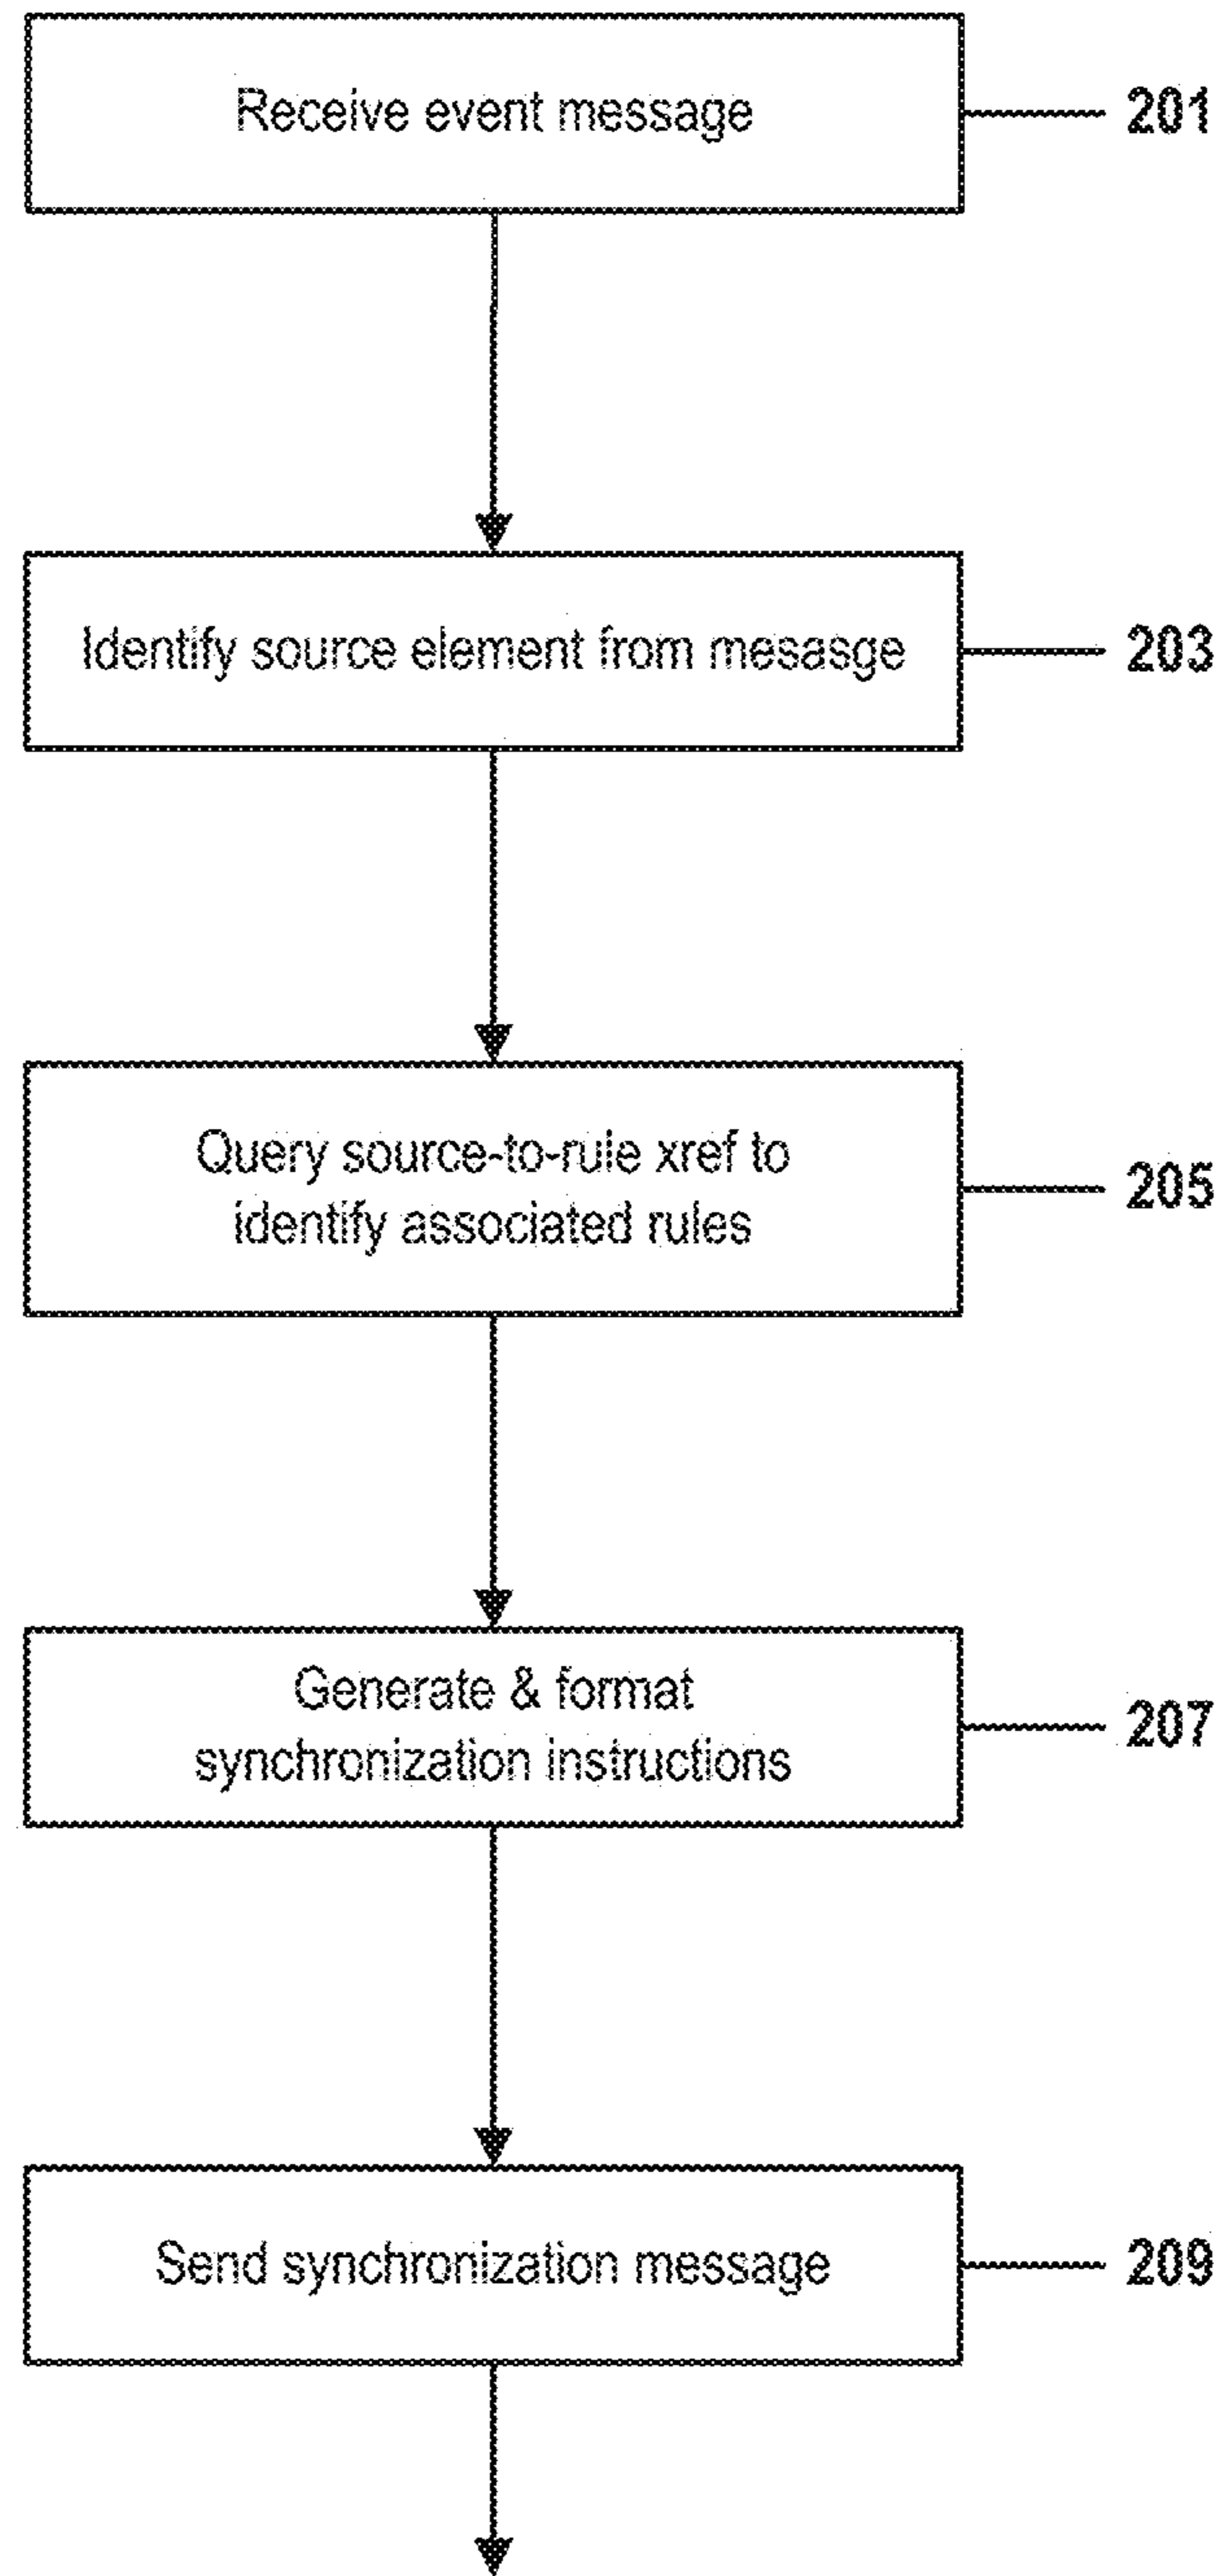 Receive event message
201
Identify source element from mesasge
203
Query source-to-rule xref to
identify associated rules
205
Generate & format
synchronization instructions
207
Send synchronization message
209